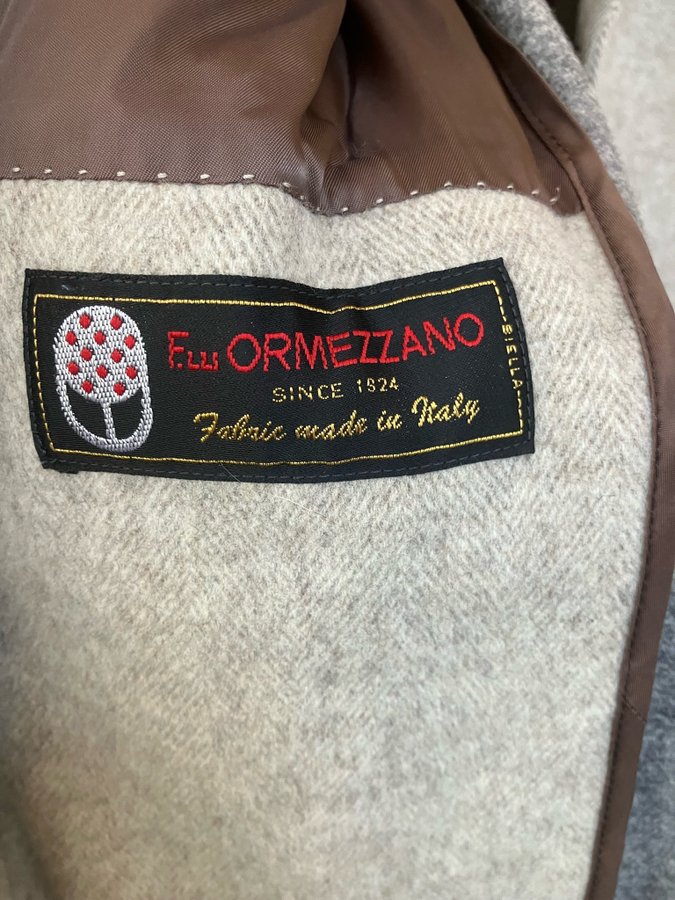 F.lli ORMEZZANO
SINCE 1824
Fabric made in Italy
BIELLA